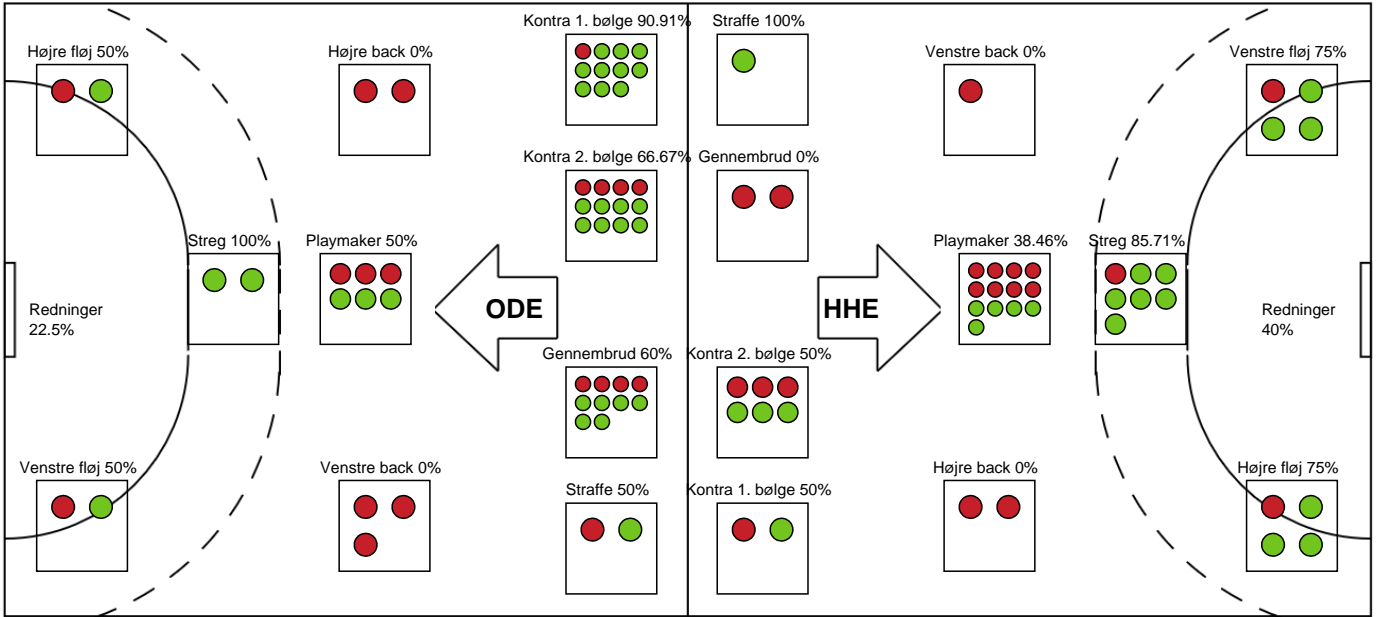 Kontra 1. bølge 90.91%
Straffe 100%
Højre fløj 50%
Højre back 0%
Venstre back 0%
Venstre fløj 75%
Kontra 2. bølge 66.67%
Gennembrud 0%
Streg 100%
Playmaker 50%
Playmaker 38.46%
Streg 85.71%
Redninger
22.5%
ODE
HHE
Redninger
40%
Gennembrud 60%
Kontra 2. bølge 50%
Venstre fløj 50%
Venstre back 0%
Straffe 50%
Kontra 1. bølge 50%
Højre back 0%
Højre fløj 75%